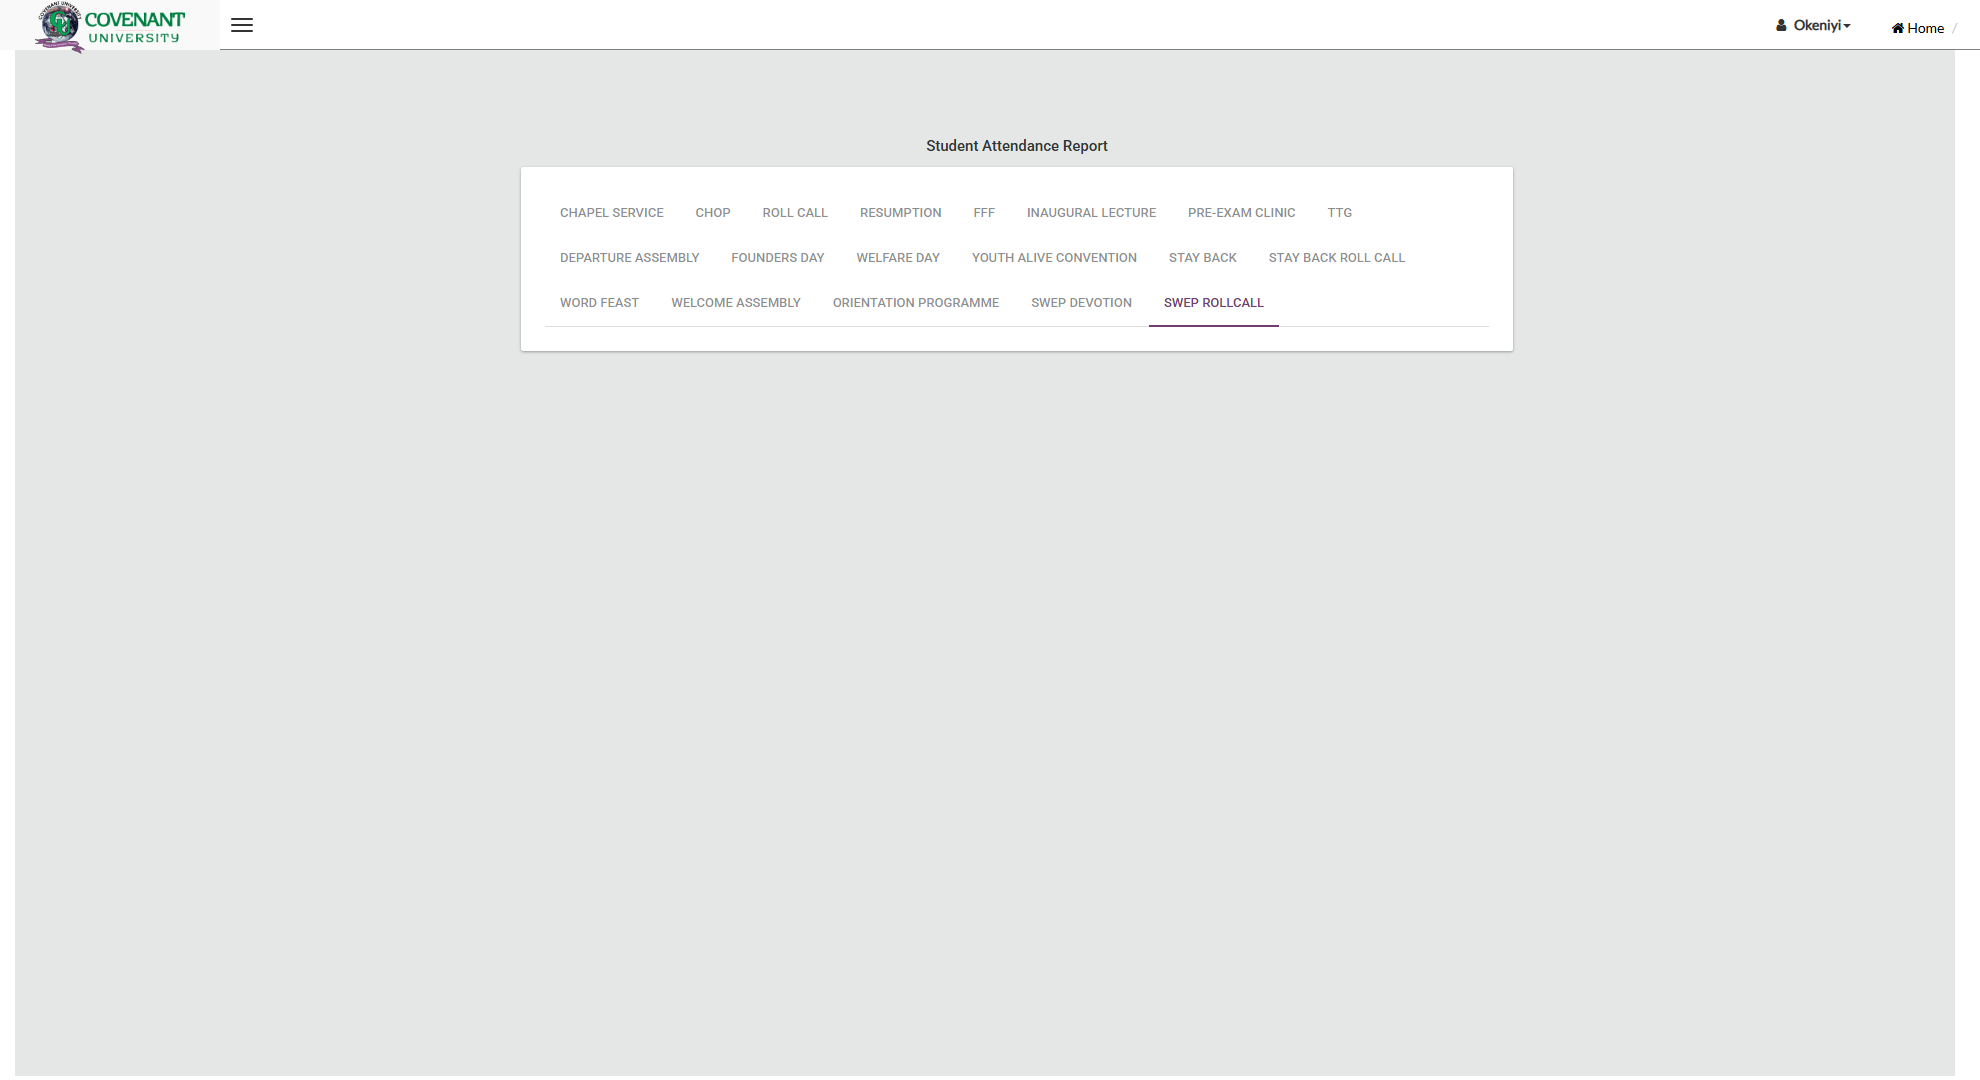 COVENANT UNIVERSITY
COVENANT
UNIVERSITY
Okeniyi
Home /
Student Attendance Report
CHAPEL SERVICE CHOP ROLL CALL RESUMPTION FFF INAUGURAL LECTURE PRE-EXAM CLINIC TTG
DEPARTURE ASSEMBLY FOUNDERS DAY WELFARE DAY YOUTH ALIVE CONVENTION STAY BACK STAY BACK ROLL CALL
WORD FEAST WELCOME ASSEMBLY ORIENTATION PROGRAMME SWEP DEVOTION SWEP ROLLCALL